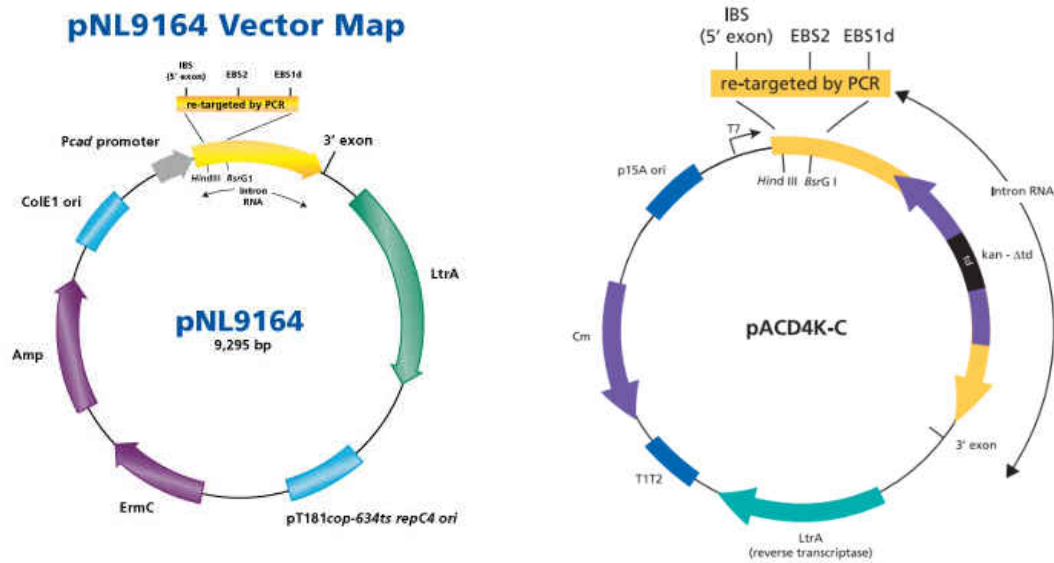 pNL9164 Vector Map
IBS
(5' exon)
EBS2
EBS1d
re-targeted by PCR
Pcad promoter
3' exon
HindIII
BsrG1
Intron
RNA
ColE1 ori
LtrA
pNL9164
9,295 bp
Amp
ErmC
pT181cop-634ts repC4 ori
IBS
(5' exon)
EBS2
EBS1d
re-targeted by PCR
T7
p15A ori
Hind III
BsrG I
Intron RNA
td
kan - Δtd
pACD4K-C
Cm
3' exon
T1T2
LtrA
(reverse transcriptase)